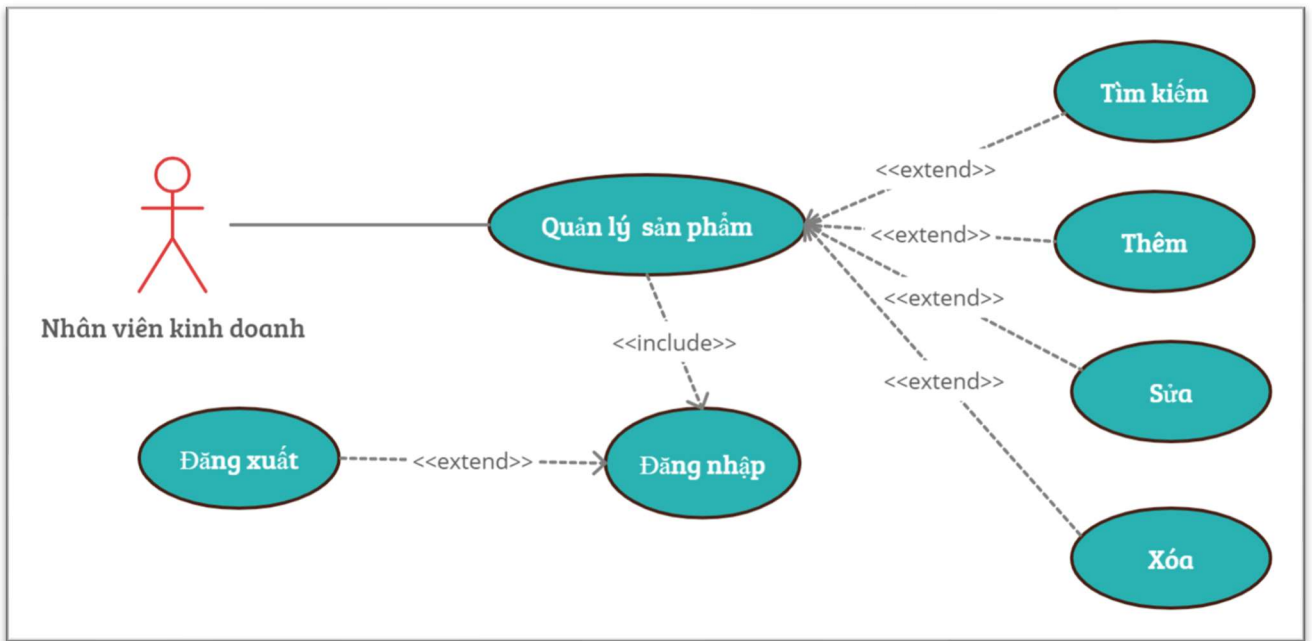 Tìm kiếm
<<extend>>
Quản lý sản phẩm
<<extend>>
Thêm
<<extend>>
Nhân viên kinh doanh
<<include>>
<<extend>>
Sửa
Đăng xuất
<<extend>>
Đăng nhập
Xóa